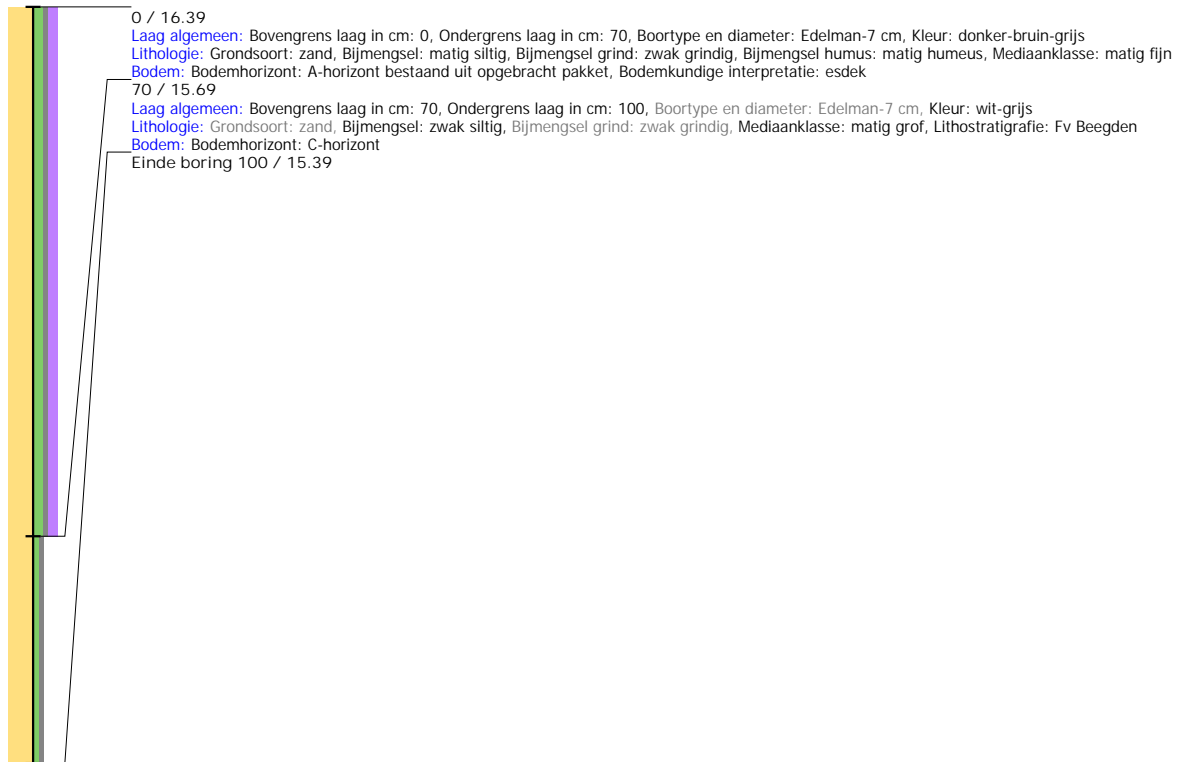 0 / 16.39
Laag algemeen: Bovengrens laag in cm: 0, Ondergrens laag in cm: 70, Boortype en diameter: Edelman-7 cm, Kleur: donker-bruin-grijs
Lithologie: Grondsoort: zand, Bijmengsel: matig siltig, Bijmengsel grind: zwak grindig, Bijmengsel humus: matig humeus, Mediaanklasse: matig fijn
Bodem: Bodemhorizont: A-horizont bestaand uit opgebracht pakket, Bodemkundige interpretatie: esdek
70 / 15.69
Laag algemeen: Bovengrens laag in cm: 70, Ondergrens laag in cm: 100, Boortype en diameter: Edelman-7 cm, Kleur: wit-grijs
Lithologie: Grondsoort: zand, Bijmengsel: zwak siltig, Bijmengsel grind: zwak grindig, Mediaanklasse: matig grof, Lithostratigrafie: Fv Beegden
Bodem: Bodemhorizont: C-horizont
Einde boring 100 / 15.39